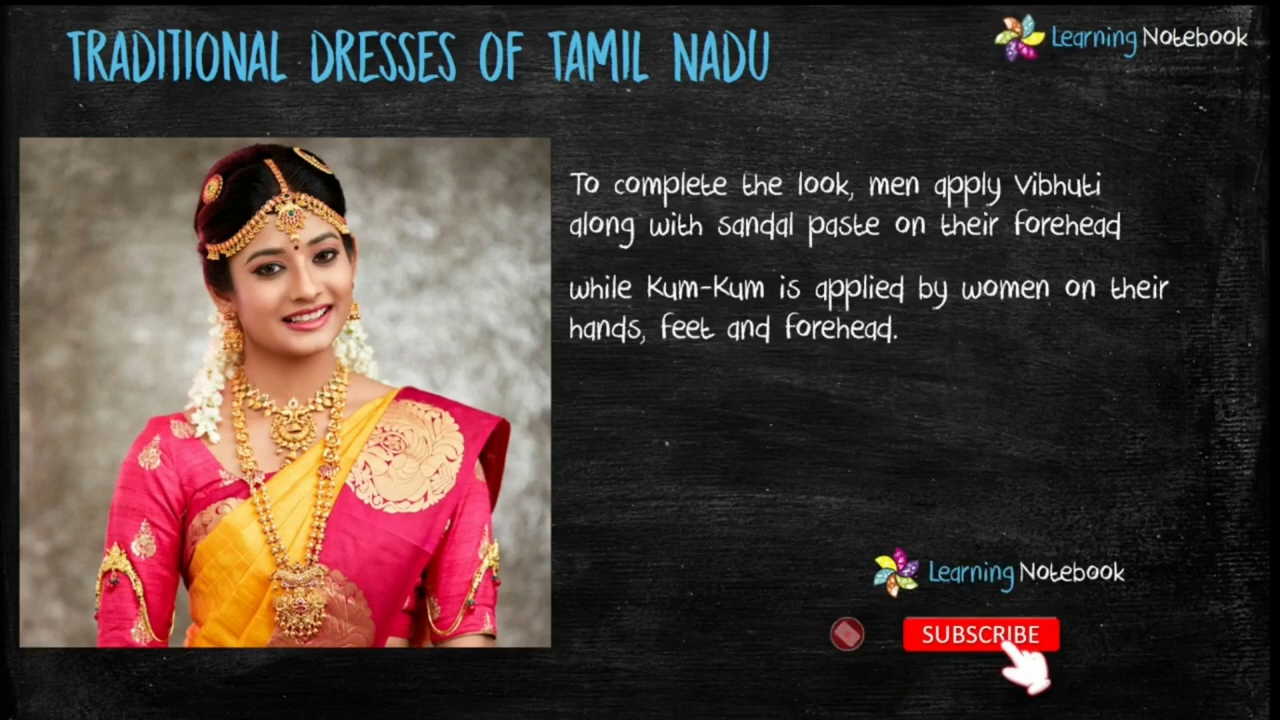 TRADITIONAL DRESSES OF TAMIL NADU
Learning Notebook
To complete the look, men apply Vibhuti
along with sandal paste on their forehead
while Kum-Kum is applied by women on their
hands, feet and forehead.
Learning Notebook
SUBSCRIBE